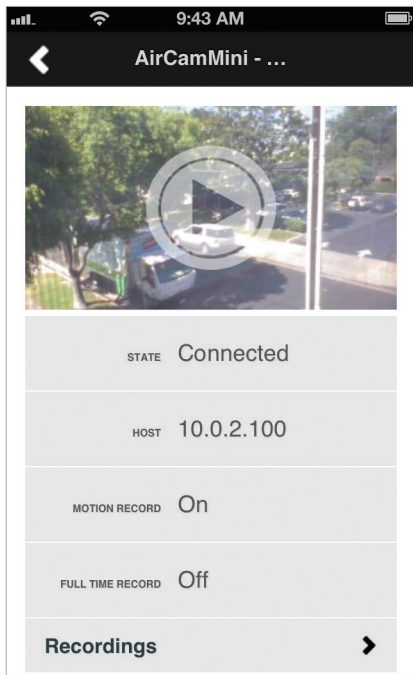 9:43 AM
AirCamMini - ...
STATE Connected
HOST 10.0.2.100
MOTION RECORD On
FULL TIME RECORD Off
Recordings